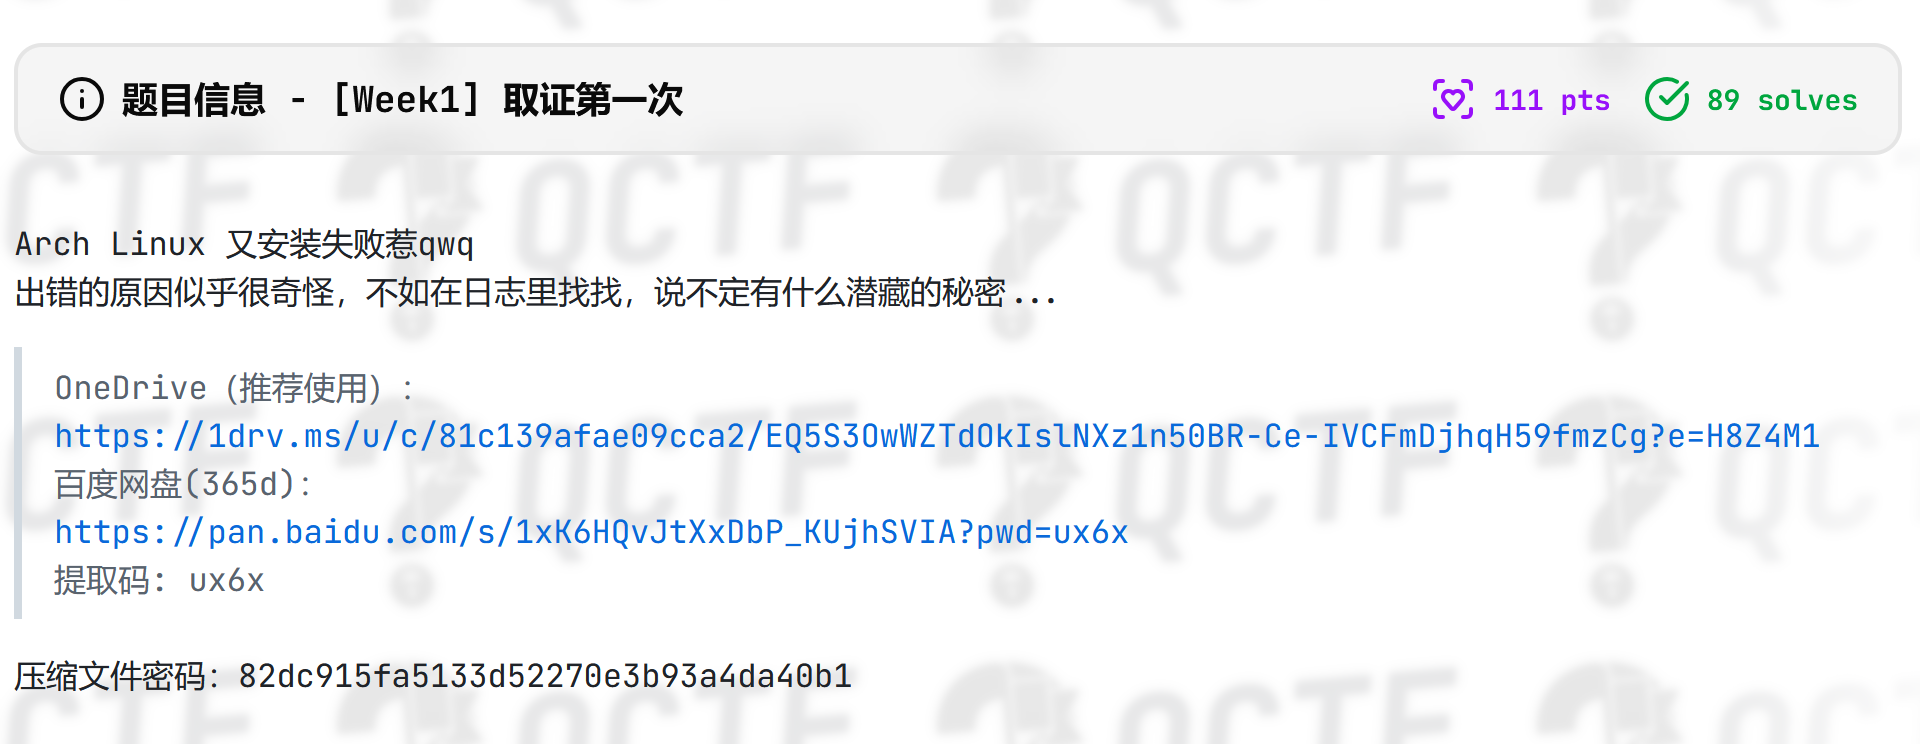 题目信息 - [Week1] 取证第一次
111 pts
89 solves
Arch Linux 又安装失败惹qwq
出错的原因似乎很奇怪，不如在日志里找找，说不定有什么潜藏的秘密...
OneDrive（推荐使用）:
https://1drv.ms/u/c/81c139afae09cca2/EQ5S3OwWZTdOkIslNXz1n50BR-Ce-IVCFmDjhqH59fmzCg?e=H8Z4M1
百度网盘(365d):
https://pan.baidu.com/s/1xK6HQvJtXxDbP_KUjhSVIA?pwd=ux6x
提取码: ux6x
压缩文件密码：82dc915fa5133d52270e3b93a4da40b1